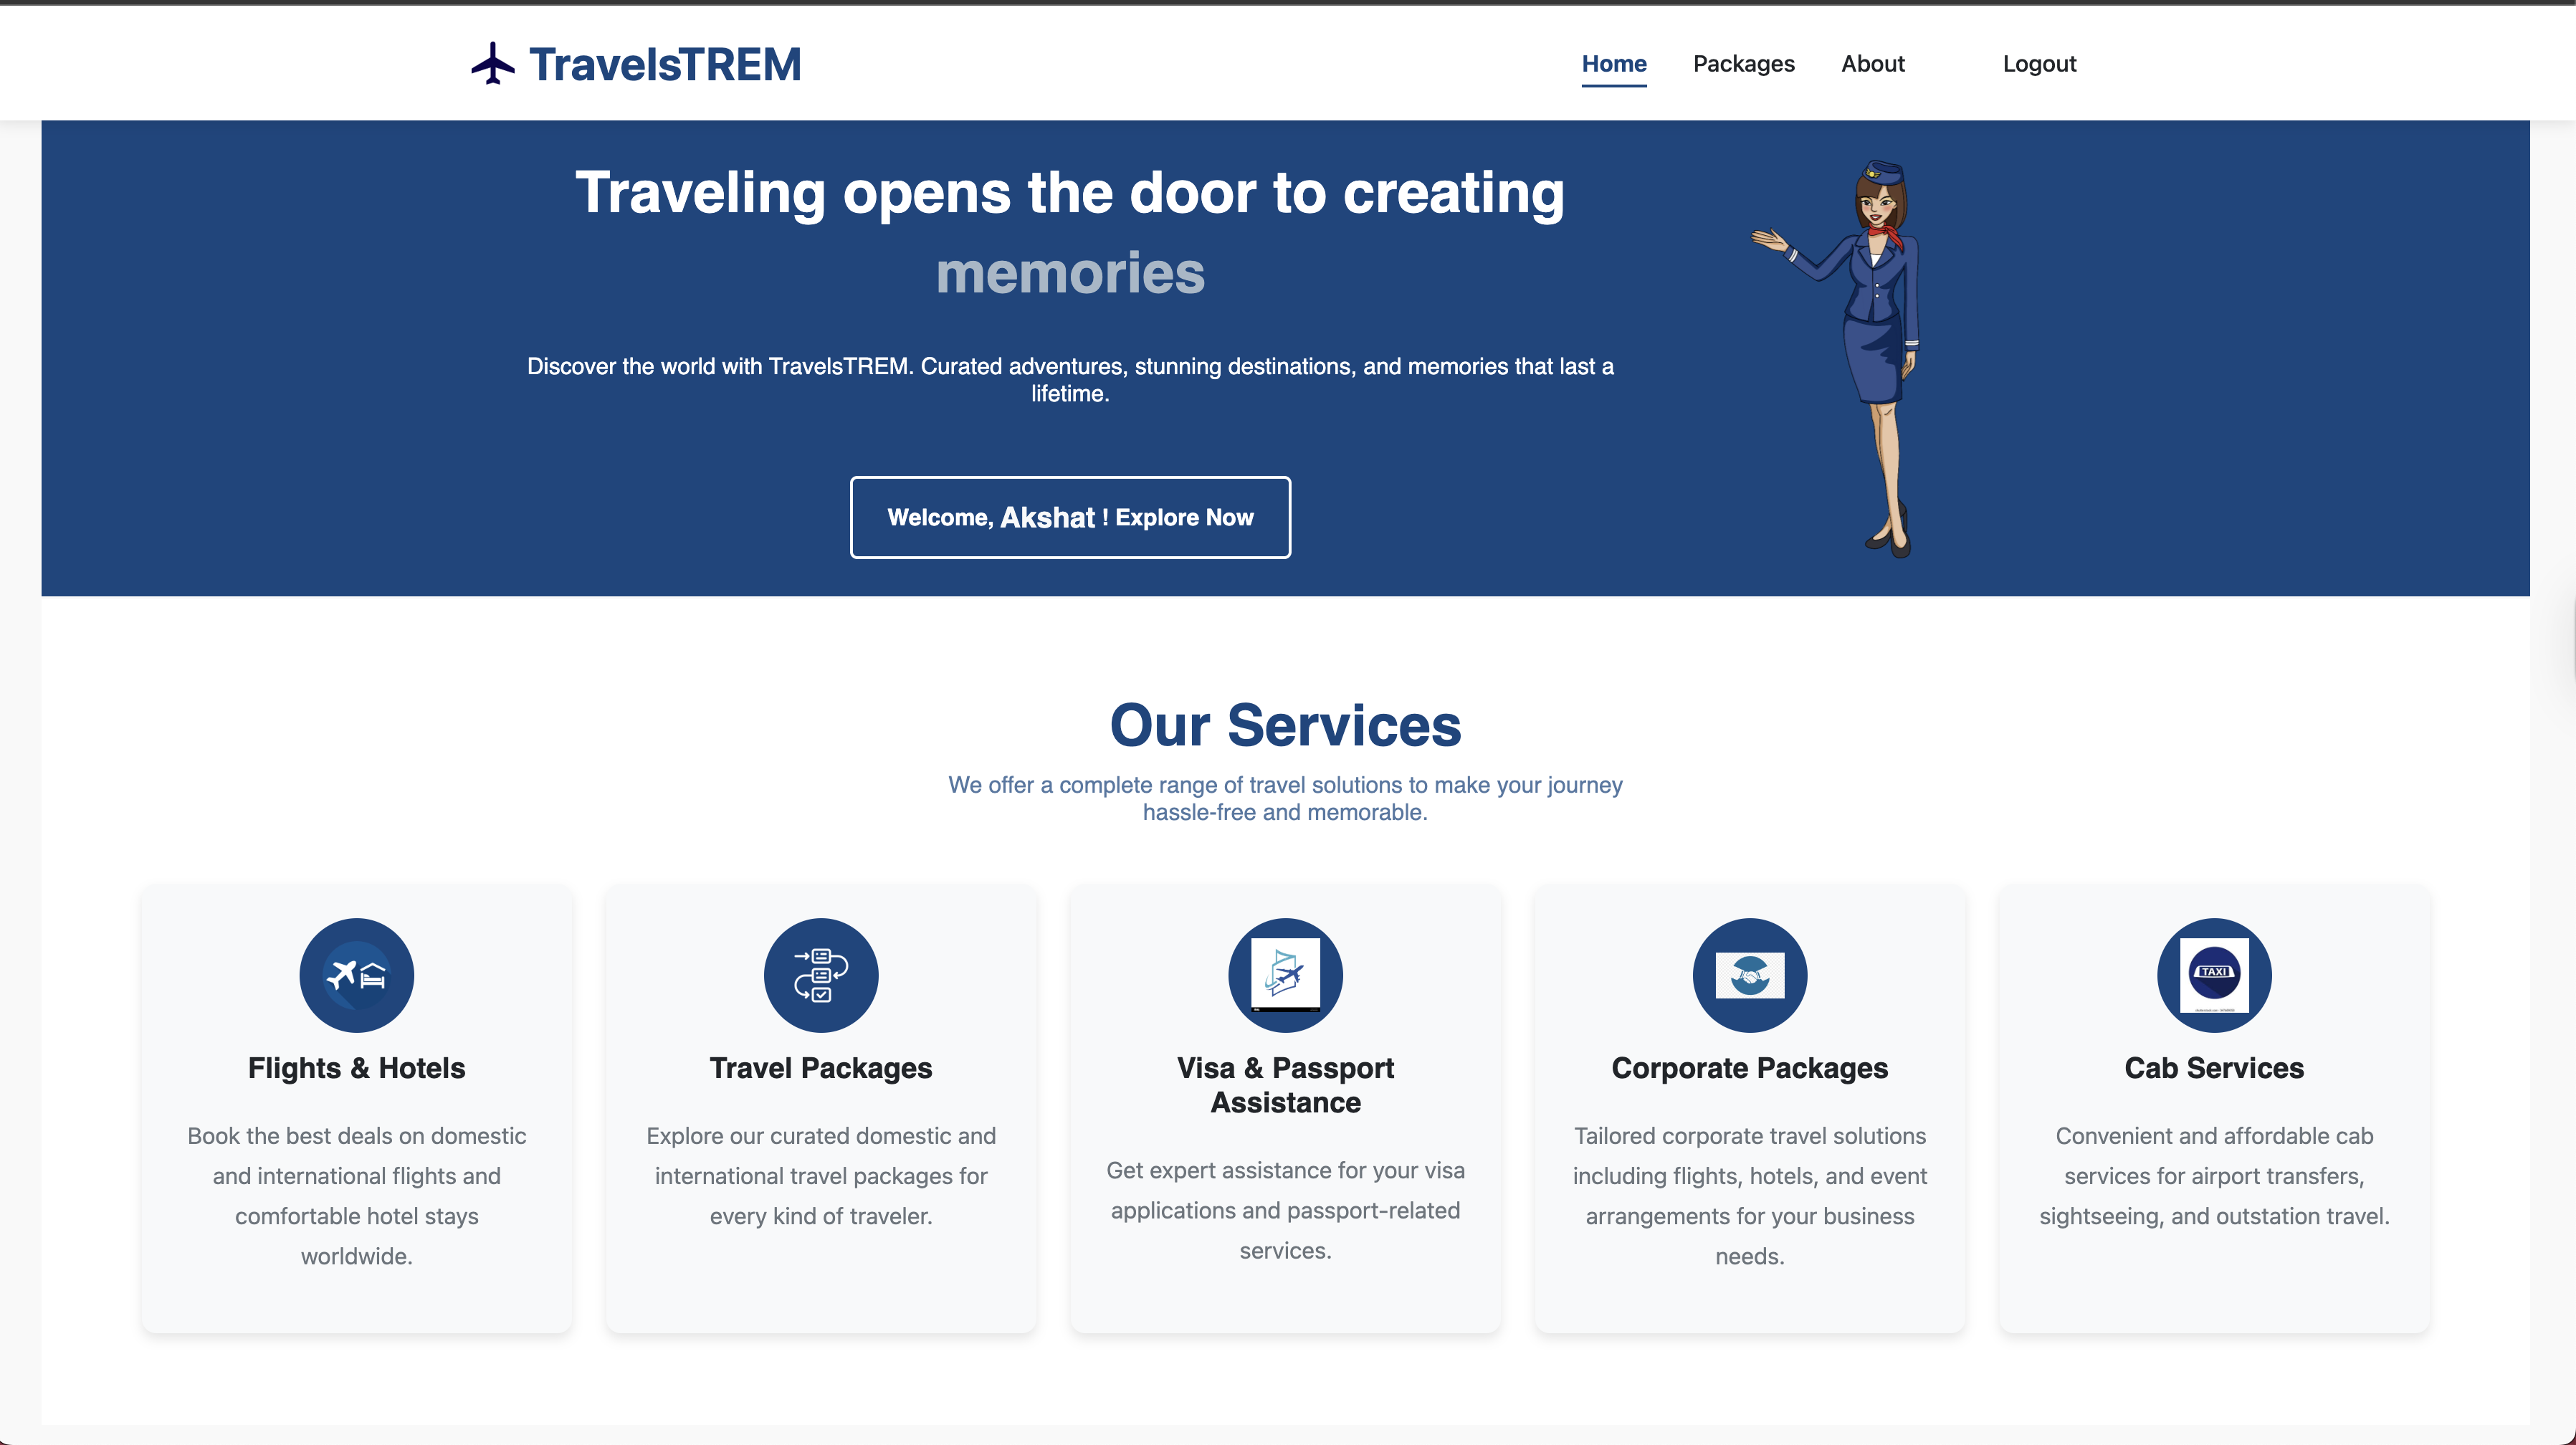 TravelsTREM
Home
Packages
About
Logout
Traveling opens the door to creating
memories
Discover the world with TravelsTREM. Curated adventures, stunning destinations, and memories that last a
lifetime.
Welcome, Akshat ! Explore Now
Our Services
We offer a complete range of travel solutions to make your journey
hassle-free and memorable.
Flights & Hotels
Book the best deals on domestic
and international flights and
comfortable hotel stays
worldwide.
Travel Packages
Explore our curated domestic and
international travel packages for
every kind of traveler.
Visa & Passport
Assistance
Get expert assistance for your visa
applications and passport-related
services.
Corporate Packages
Tailored corporate travel solutions
including flights, hotels, and event
arrangements for your business
needs.
TAXI
Cab Services
Convenient and affordable cab
services for airport transfers,
sightseeing, and outstation travel.